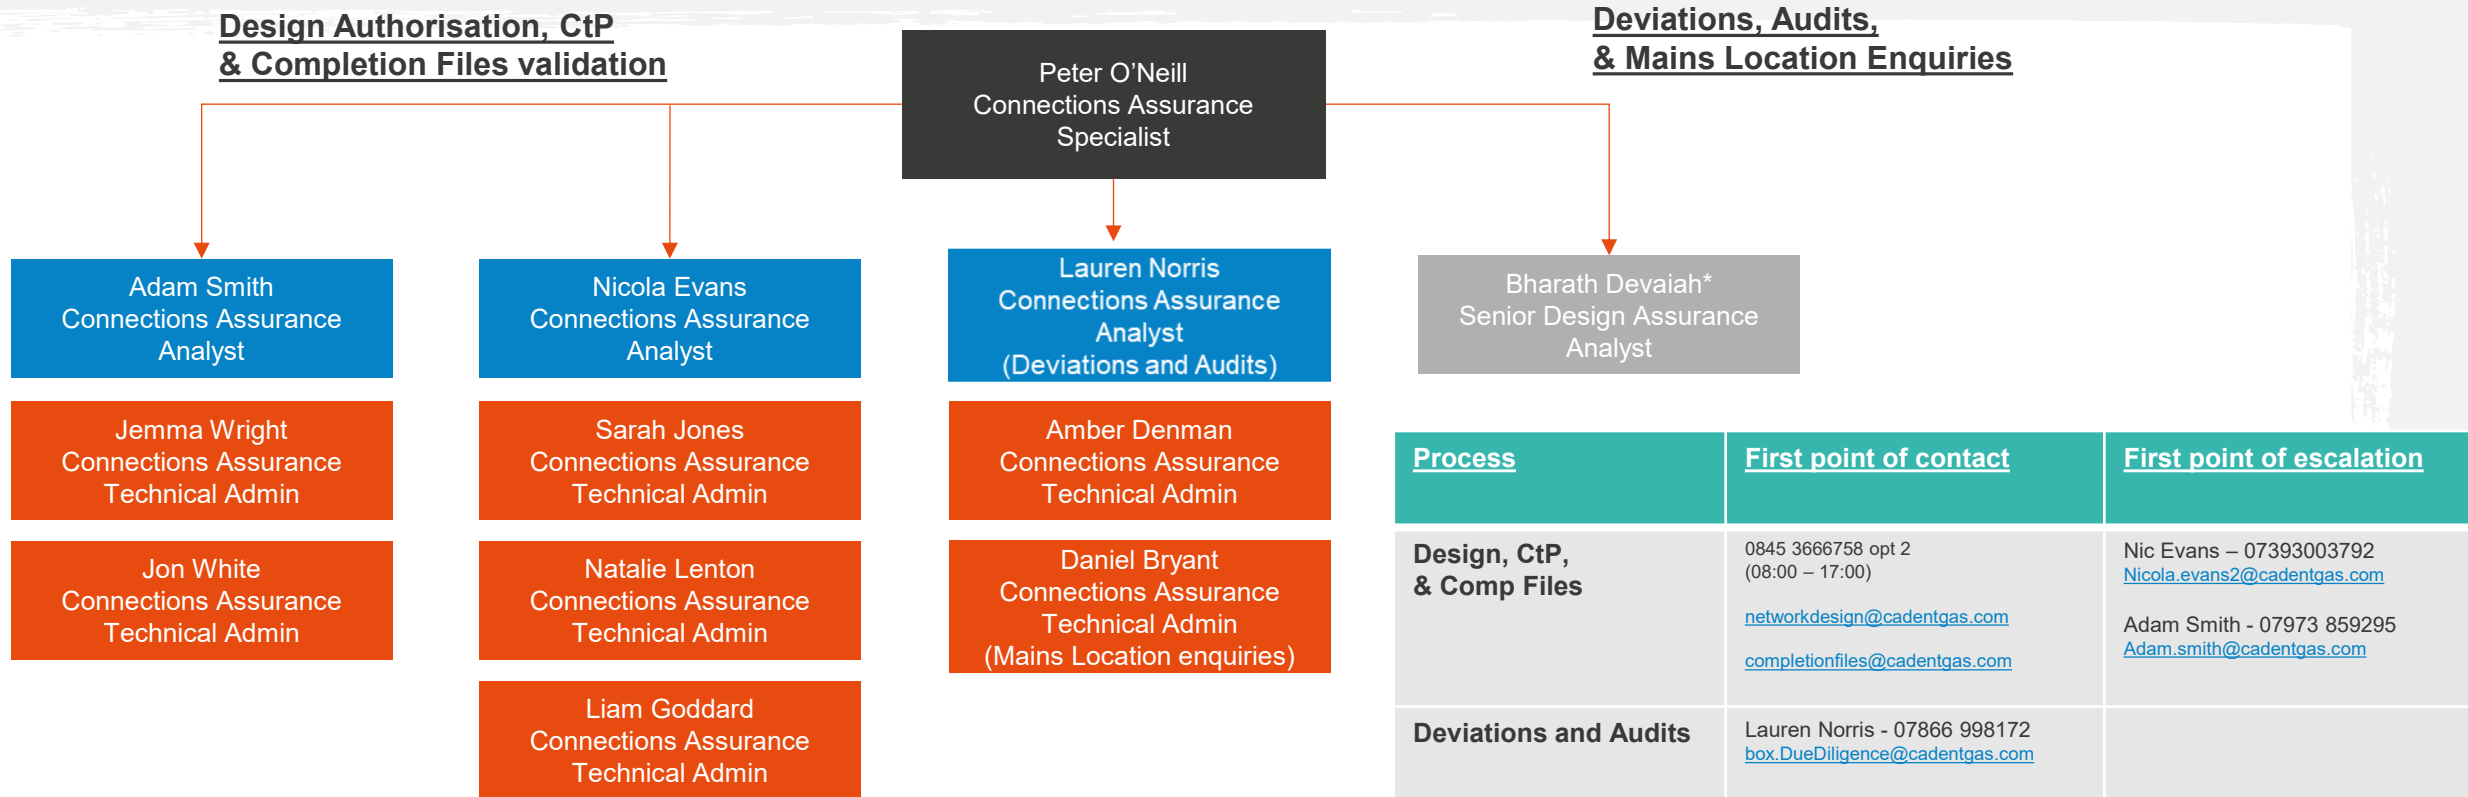 Design Authorisation, CtP
& Completion Files validation
Deviations, Audits,
& Mains Location Enquiries
Peter O’Neill
Connections Assurance
Specialist
Adam Smith
Connections Assurance
Analyst
Jemma Wright
Connections Assurance
Technical Admin
Jon White
Connections Assurance
Technical Admin
Nicola Evans
Connections Assurance
Analyst
Sarah Jones
Connections Assurance
Technical Admin
Natalie Lenton
Connections Assurance
Technical Admin
Liam Goddard
Connections Assurance
Technical Admin
Lauren Norris
Connections Assurance
Analyst
(Deviations and Audits)
Amber Denman
Connections Assurance
Technical Admin
Daniel Bryant
Connections Assurance
Technical Admin
(Mains Location enquiries)
Bharath Devaiah*
Senior Design Assurance
Analyst
Process
First point of contact
First point of escalation
Design, CtP,
& Comp Files
0845 3666758 opt 2
(08:00 – 17:00)
networkdesign@cadentgas.com
completionfiles@cadentgas.com
Nic Evans – 07393003792
Nicola.evans2@cadentgas.com
Adam Smith - 07973 859295
Adam.smith@cadentgas.com
Deviations and Audits
Lauren Norris - 07866 998172
box.DueDiligence@cadentgas.com